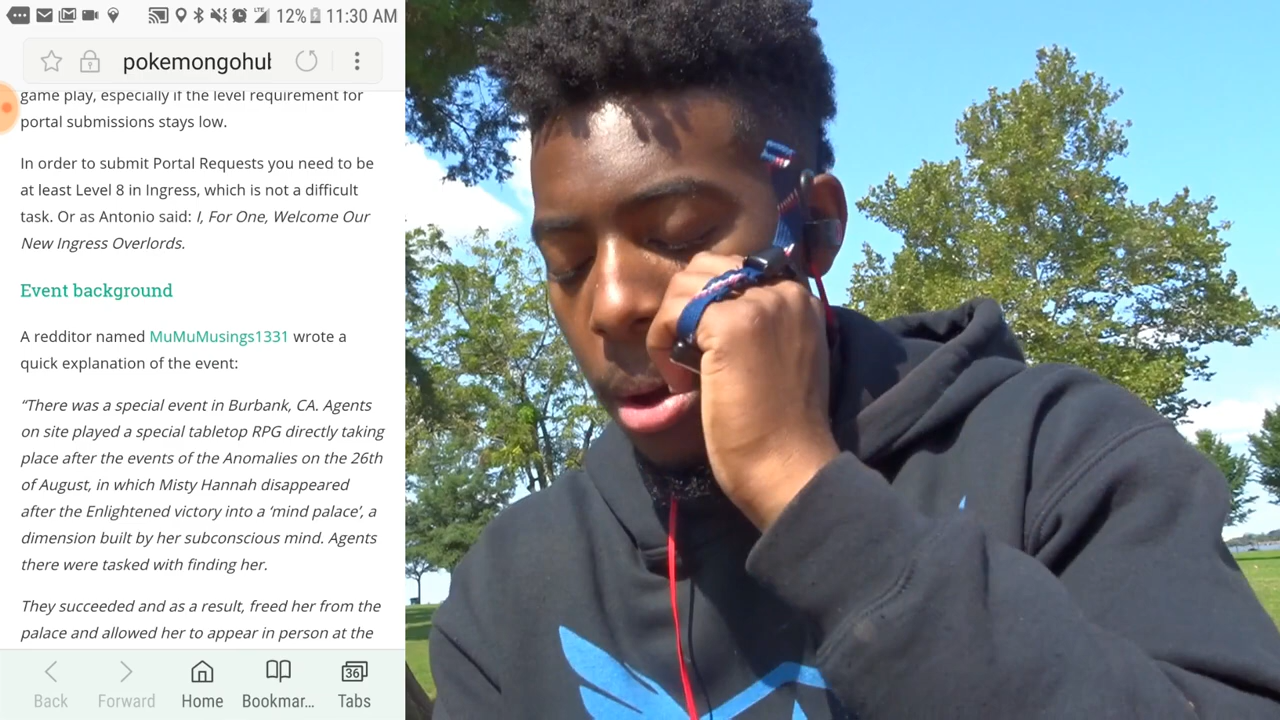 12% 11:30 AM
LTE
pokemongohub
game play, especially if the level requirement for
portal submissions stays low.
In order to submit Portal Requests you need to be
at least Level 8 in Ingress, which is not a difficult
task. Or as Antonio said: I, For One, Welcome Our
New Ingress Overlords.
Event background
A redditor named MuMuMusings1331 wrote a
quick explanation of the event:
“There was a special event in Burbank, CA. Agents
on site played a special tabletop RPG directly taking
place after the events of the Anomalies on the 26th
of August, in which Misty Hannah disappeared
after the Enlightened victory into a ‘mind palace’, a
dimension built by her subconscious mind. Agents
there were tasked with finding her.
They succeeded and as a result, freed her from the
palace and allowed her to appear in person at the
36
Back Forward Home Bookmar... Tabs